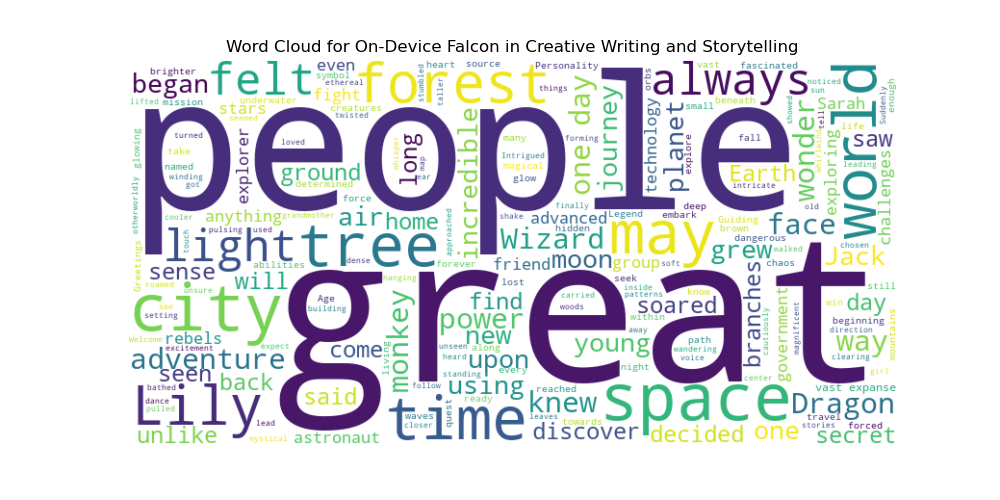 Word Cloud for On-Device Falcon in Creative Writing and Storytelling
brighter
began
felt
even
heart
source
symbol
ethereal
fight
forest
stumbled
taller
Personality
things
always
vast
fascinated
orbs
noticed
sun
showed
world
Suddenly
enough
lifted
mission
underwater
stars
seemed
creatures
twisted
people
incredible
one day
journey
technology
small
planet
beneath
wonder
tell
Sarah
life
explore
explorer
exploring
saw
leading
otherworldly
glowing
turned
take
named
winding
got
loved
long
whisper
map
ear
many
Intrigued
magical
glow
forming
fall
Earth
intricate
whirlsing
challenges
ground
determined
force
anything
grandmother
air
home
cooler
pulsing
used
touch
approached
finally
shake
Legend
advanced
hidden
deep
embark
Guiding
brown
may
old
face
chosen
walked
dangerous
light
tree
dense
Wizard
moon
grew
chaos
Jack
Greetings
roamed
sense
abilities
forever
friend
group
soft
will
unsure
hanging
lost
seek
inside
patterns
carried
woods
within
know
soared
branches
cautiously
government
magnificent
win
still
day
beginning
direction
way
clearing
mountains
city
see
setting
Age
building
great
monkey
find
power
new
away
path
wandering
voice
young
night
girl
welcome
expect
rebels
excitement
adventure
come
living
unseen
heard
along
upon
every
center
seen
back
standing
using
reached
space
vast expanse
bathed
dance
pulled
Lily
lead
said
follow
ready
knew
Dragon
time
waves
closer
quest
leaves
towards
travel
stories
forced
unlike
mystical
astronaut
discover
decided
one
secret